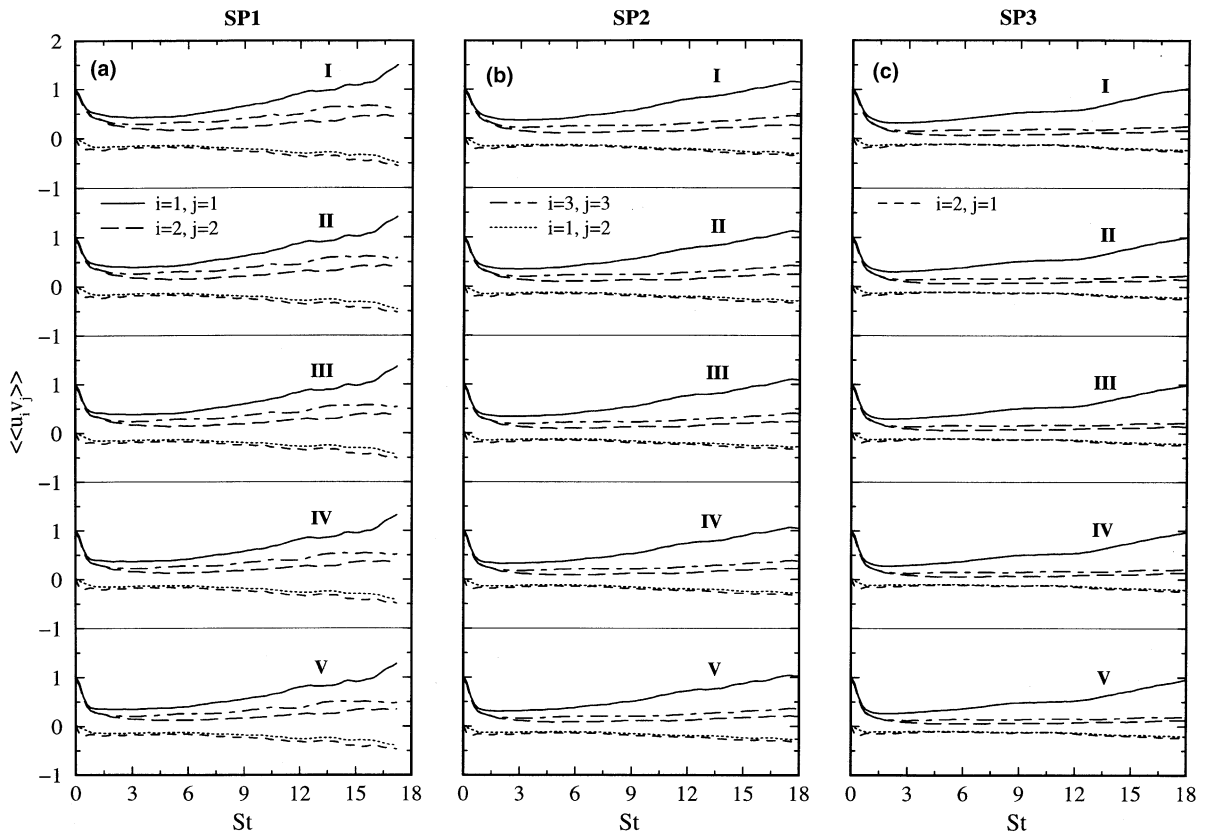 SP1 SP2 SP3
2
(a) I (b) I (c) I
1
0
−1
i=1, j=1 i=3, j=3 i=2, j=1
i=2, j=2 II i=1, j=2 II II
1
0
−1
III III III
1
0
−1
<<u_i v_j>>
IV IV IV
1
0
−1
V V V
1
0
−1
0 3 6 9 12 15 18 0 3 6 9 12 15 18 0 3 6 9 12 15 18
St St St